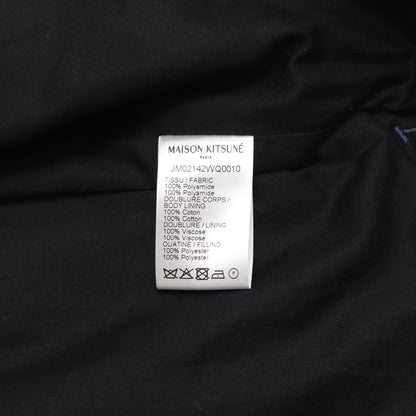 MAISON KITSUNÉ
PARIS
JM02142WQ0010
TISSU / FABRIC
100% Polyamide
100% Polyamide
DOUBLURE CORPS /
BODY LINING
100% Coton
100% Cotton
DOUBLURE / LINING
100% Viscose
100% Viscose
OUATINE / FILLING
100% Polyester
100% Polyester